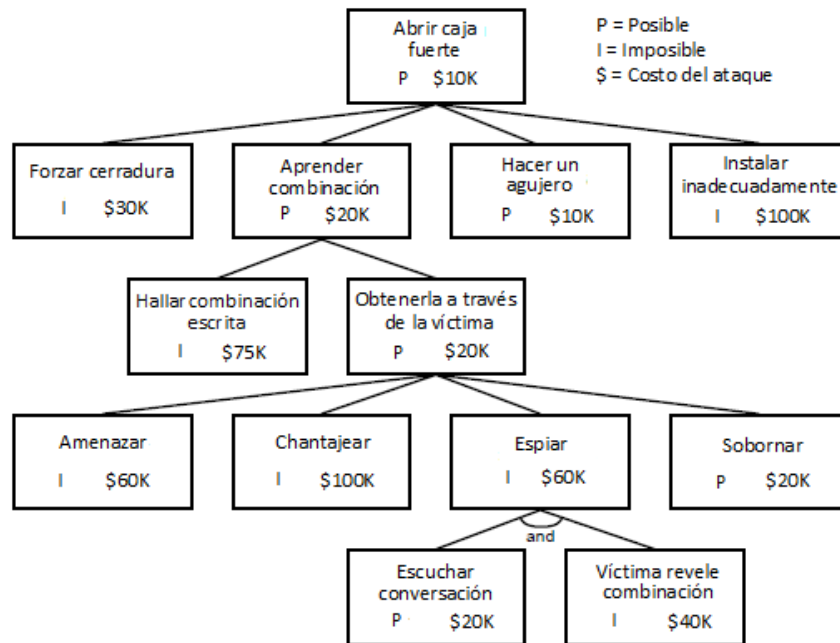 Abrir caja
fuerte
P $10K
P = Posible
I = Imposible
$ = Costo del ataque
Forzar cerradura
I $30K
Aprender
combinación
P $20K
Hacer un
agujero
P $10K
Instalar
inadecuadamente
I $100K
Hallar combinación
escrita
I $75K
Obtenerla a través
de la víctima
P $20K
Amenazar
I $60K
Chantajear
I $100K
Espiar
I $60K
Sobornar
P $20K
and
Escuchar
conversación
P $20K
Víctima revele
combinación
I $40K